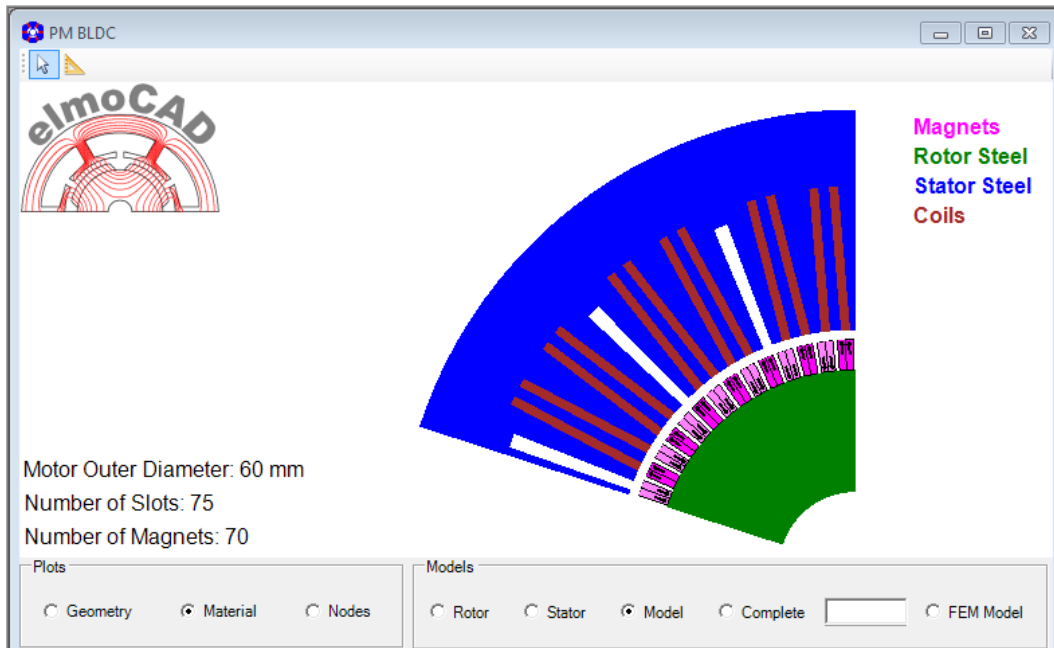 PM BLDC
elmoCAD
Magnets
Rotor Steel
Stator Steel
Coils
Motor Outer Diameter: 60 mm
Number of Slots: 75
Number of Magnets: 70
Plots
Geometry
Material
Nodes
Models
Rotor
Stator
Model
Complete
FEM Model